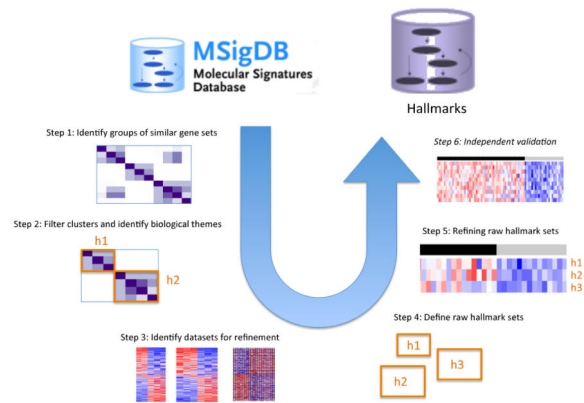 MSigDB
Molecular Signatures
Database
Hallmarks
Step 1: Identify groups of similar gene sets
Step 2: Filter clusters and identify biological themes
h1
h2
Step 3: Identify datasets for refinement
Step 4: Define raw hallmark sets
h1
h2
h3
Step 5: Refining raw hallmark sets
h1
h2
h3
Step 6: Independent validation